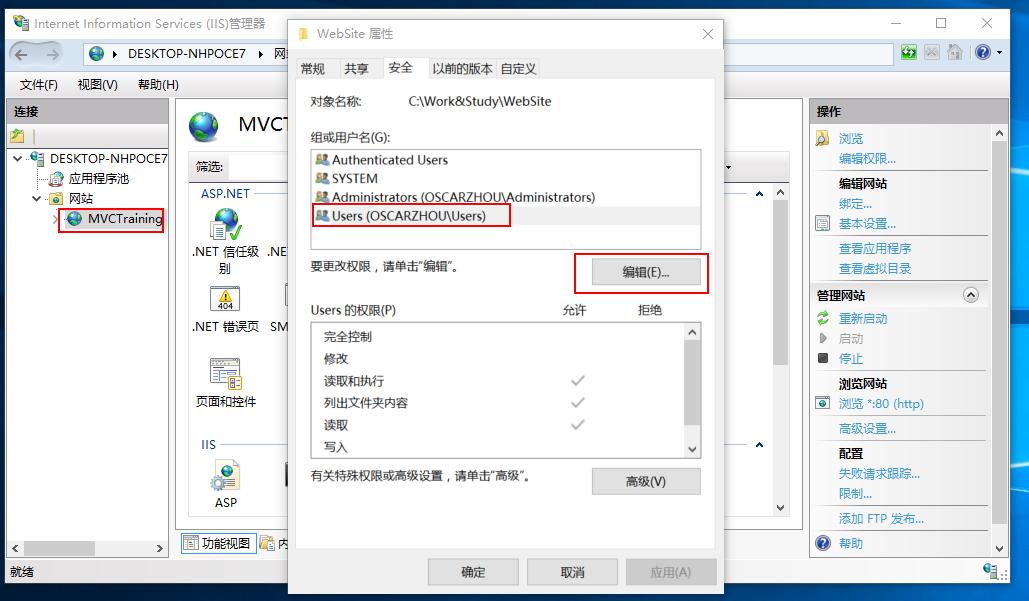 Internet Information Services (IIS)管理器
DESKTOP-NHPOCE7
网
文件(F) 视图(V) 帮助(H)
连接
DESKTOP-NHPOCE7
应用程序池
网站
MVCTraining
MVCT
筛选:
ASP.NET
.NET 信任级
别
.NE
.NET 错误页
SM
页面和控件
IIS
ASP
功能视图
内
就绪
WebSite 属性
常规 共享 安全 以前的版本 自定义
对象名称: C:\Work&Study\WebSite
组或用户名(G):
Authenticated Users
SYSTEM
Administrators (OSCARZHOU\Administrators)
Users (OSCARZHOU\Users)
要更改权限，请单击"编辑"。
编辑(E)...
Users 的权限(P) 允许 拒绝
完全控制
修改
读取和执行
列出文件夹内容
读取
写入
有关特殊权限或高级设置，请单击"高级"。
高级(V)
确定 取消 应用(A)
操作
浏览
编辑权限...
编辑网站
绑定...
基本设置...
查看应用程序
查看虚拟目录
管理网站
重新启动
启动
停止
浏览网站
浏览 *:80 (http)
高级设置...
配置
失败请求跟踪...
限制...
添加 FTP 发布...
帮助